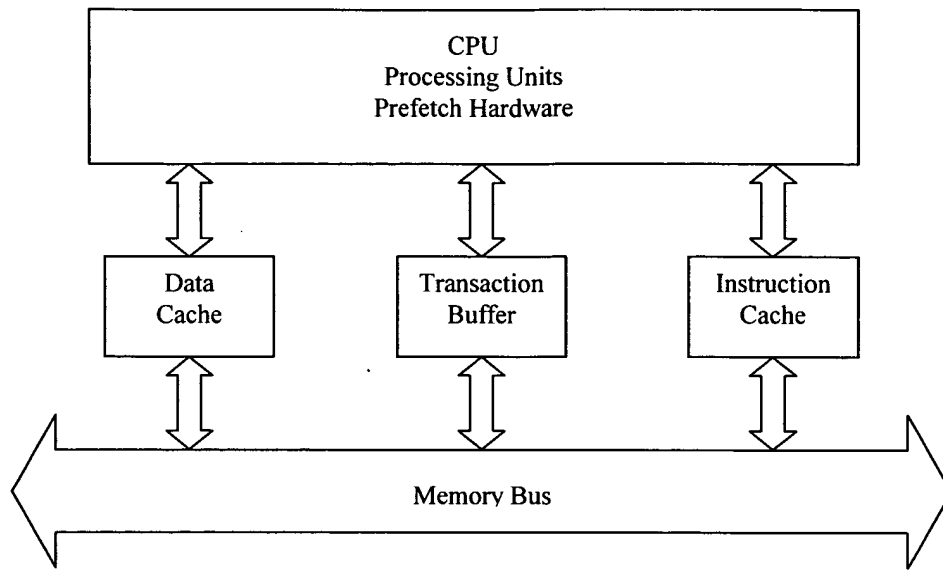 CPU
Processing Units
Prefetch Hardware
Data
Cache
Transaction
Buffer
Instruction
Cache
Memory Bus